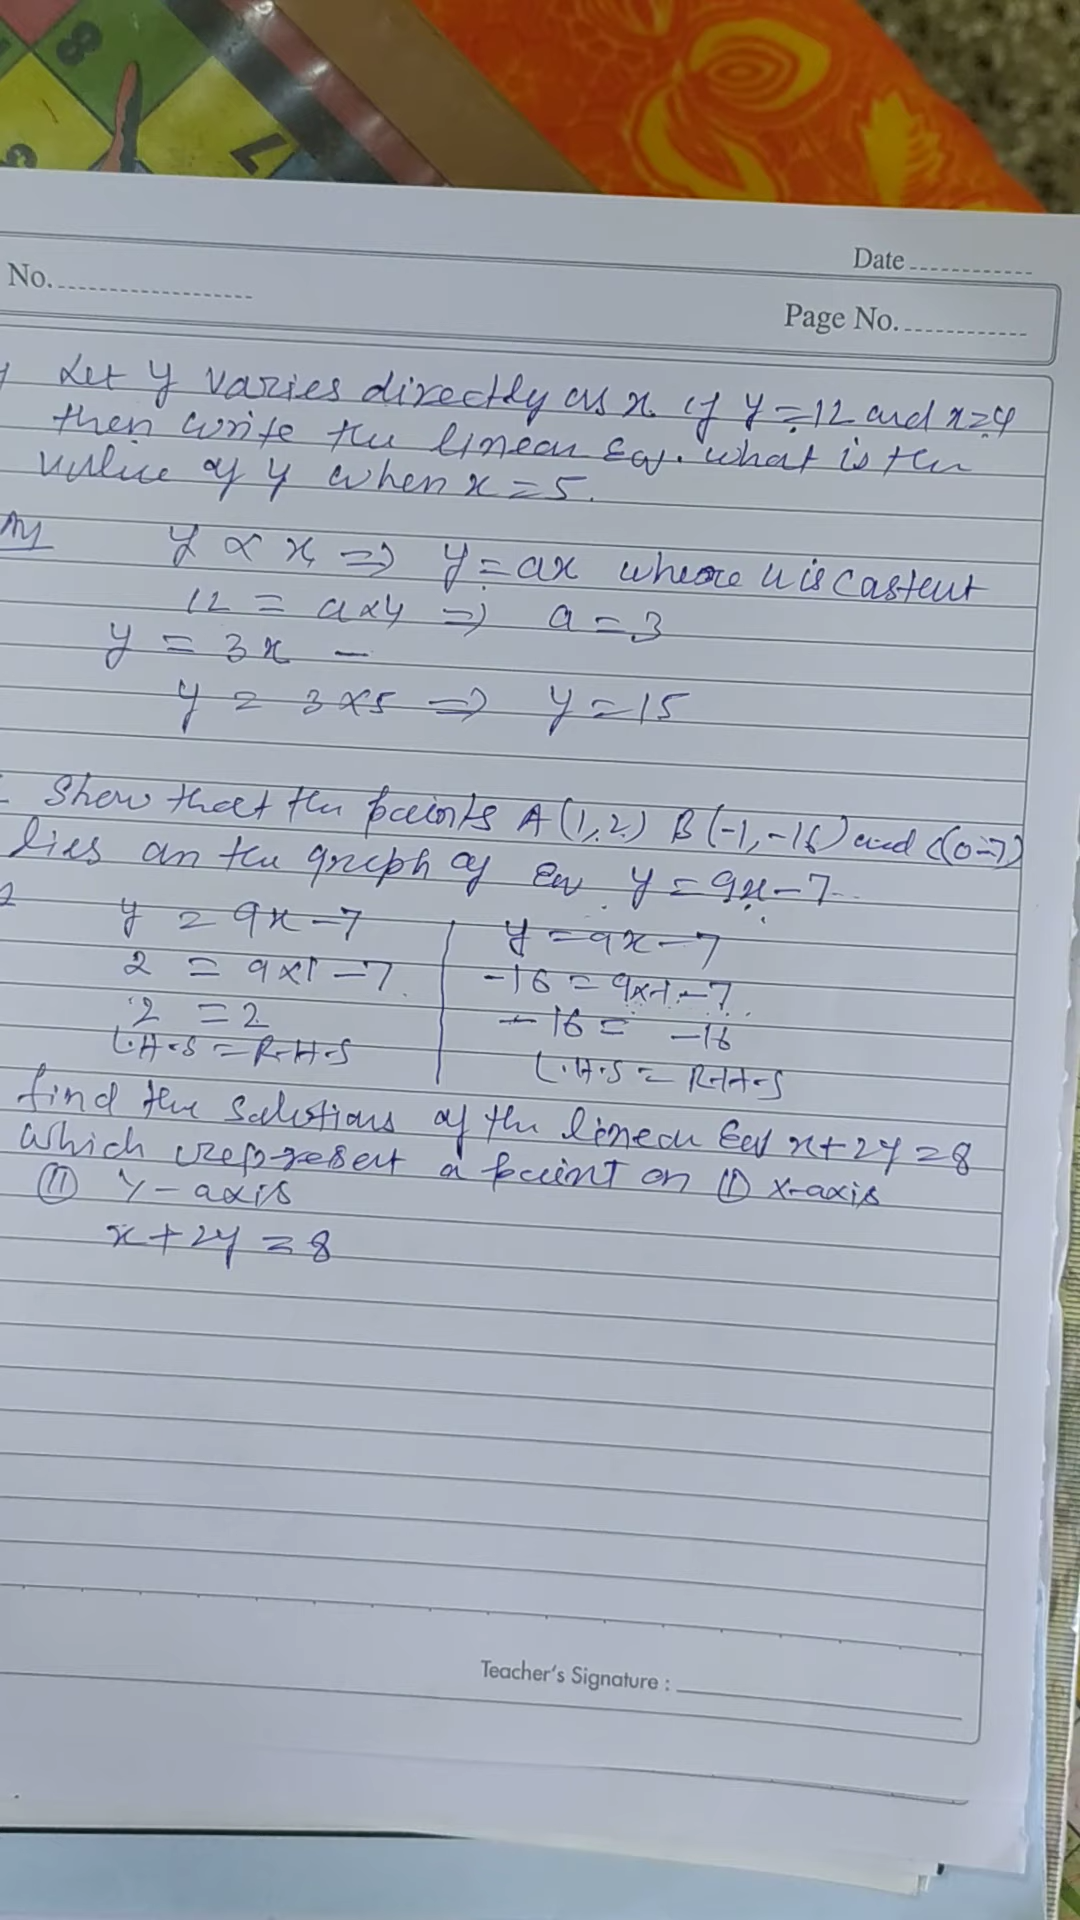 8
7
Date
No.
Page No.
Let y varies directly as x. if y = 12 and x = 4
then write the linear Eq. what is the
value of y when x = 5.
y ∝ x ⇒ y = ax where a is
12 = a×4 ⇒ a = 3
y = 3x –
y = 3×5 ⇒ y = 15
Show that the points A(1,2) B(-1,-16) and C(0-7)
lies on the graph of y = 9x-7
y = 9x-7
2 = 9×1-7
2 = 2
L.H.S = R.H.S
y = 9x-7
-16 = 9×-1-7
-16 = -16
L.H.S = R.H.S
find the solutions of the linear x+2y=8
which represent a point on (I) x-axis
(II) y-axis
x+2y=8
Teacher's Signature :